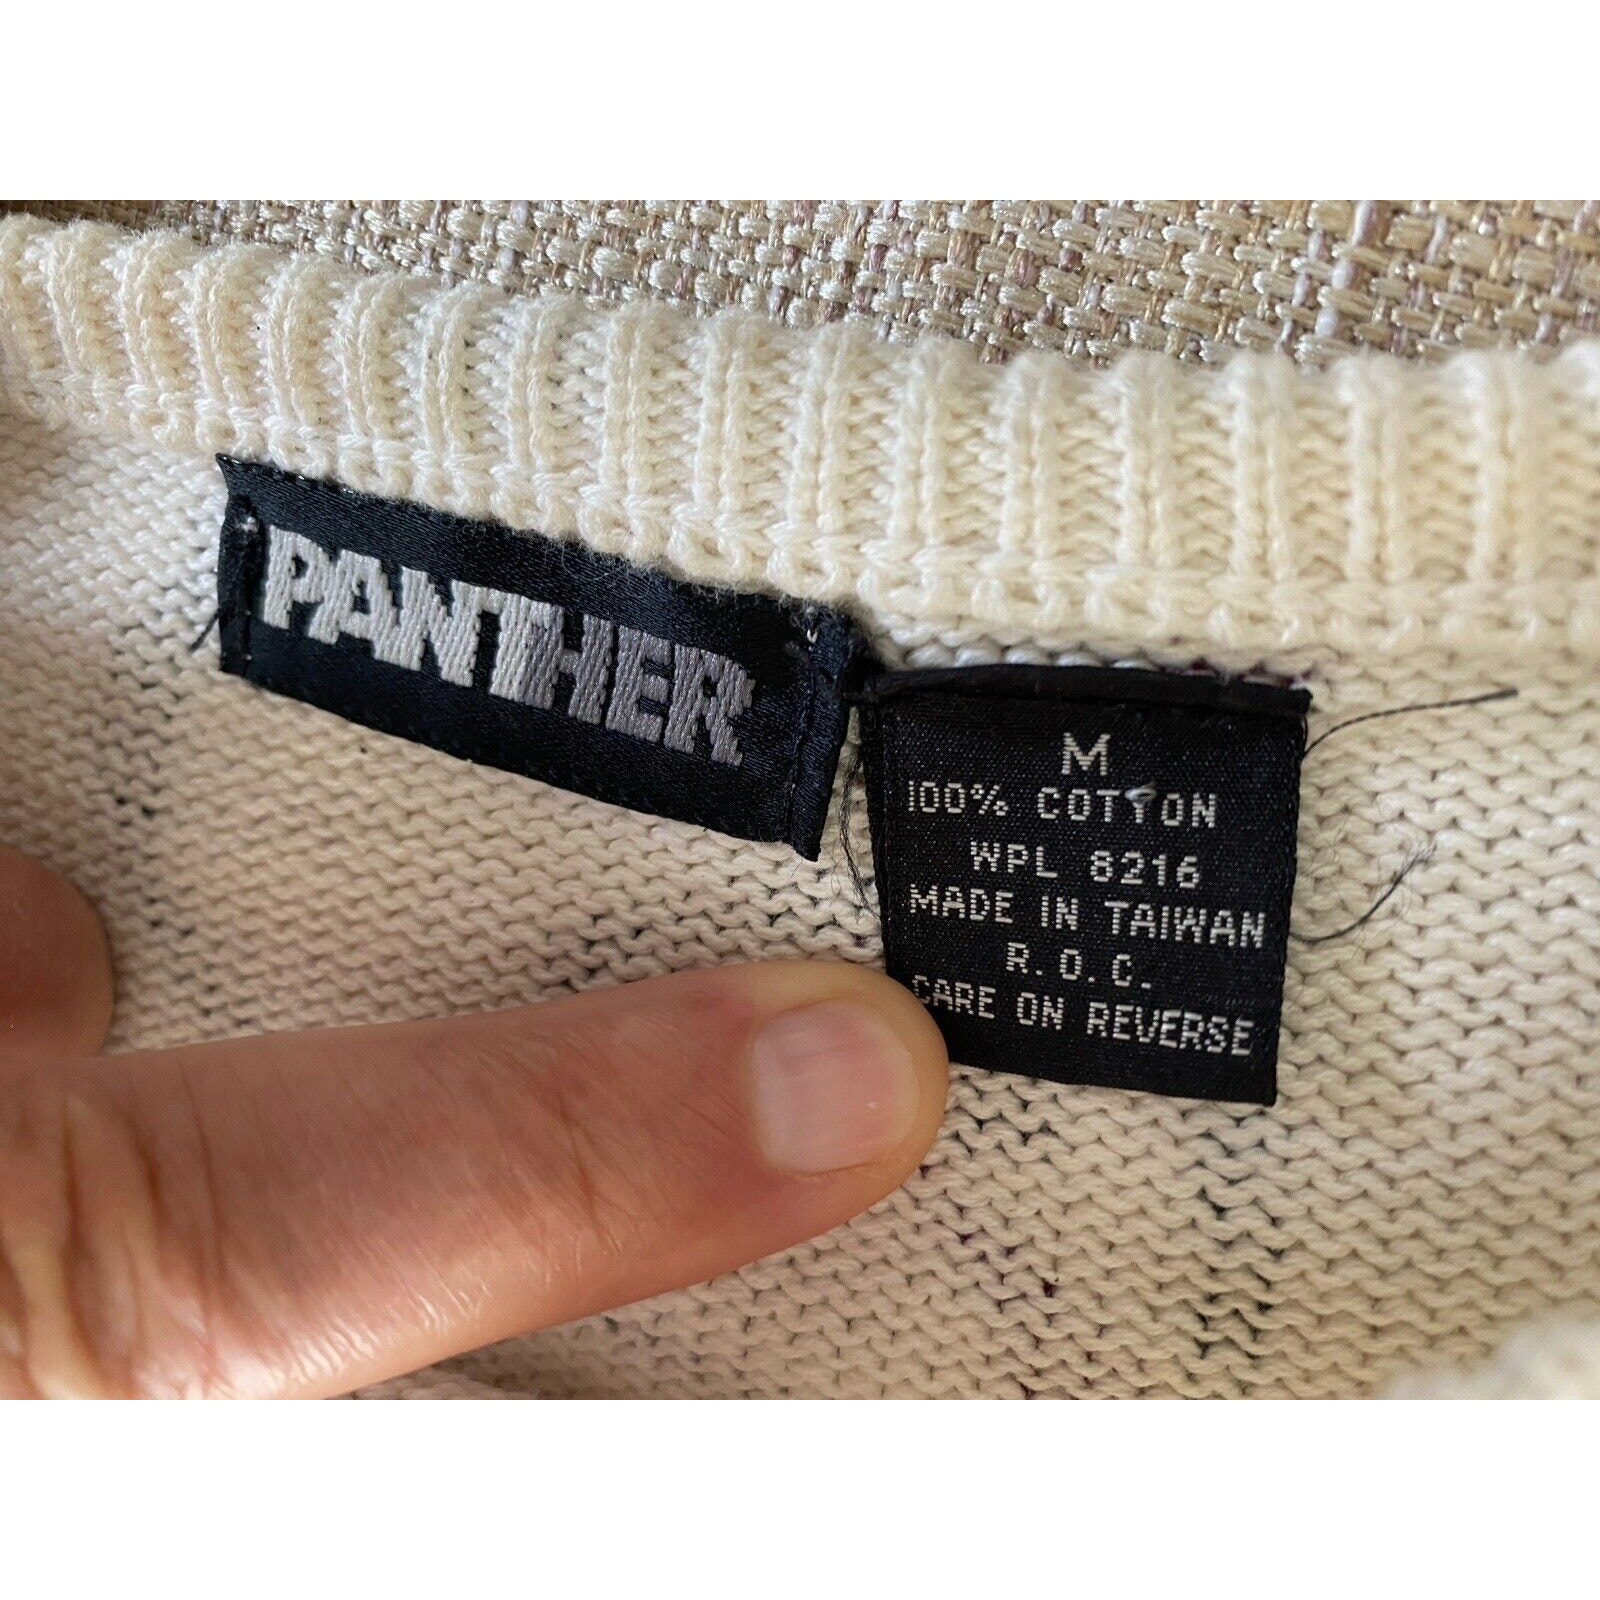 PANTHER
M
100% COTTON
WPL 8216
MADE IN TAIWAN
R.O.C.
CARE ON REVERSE